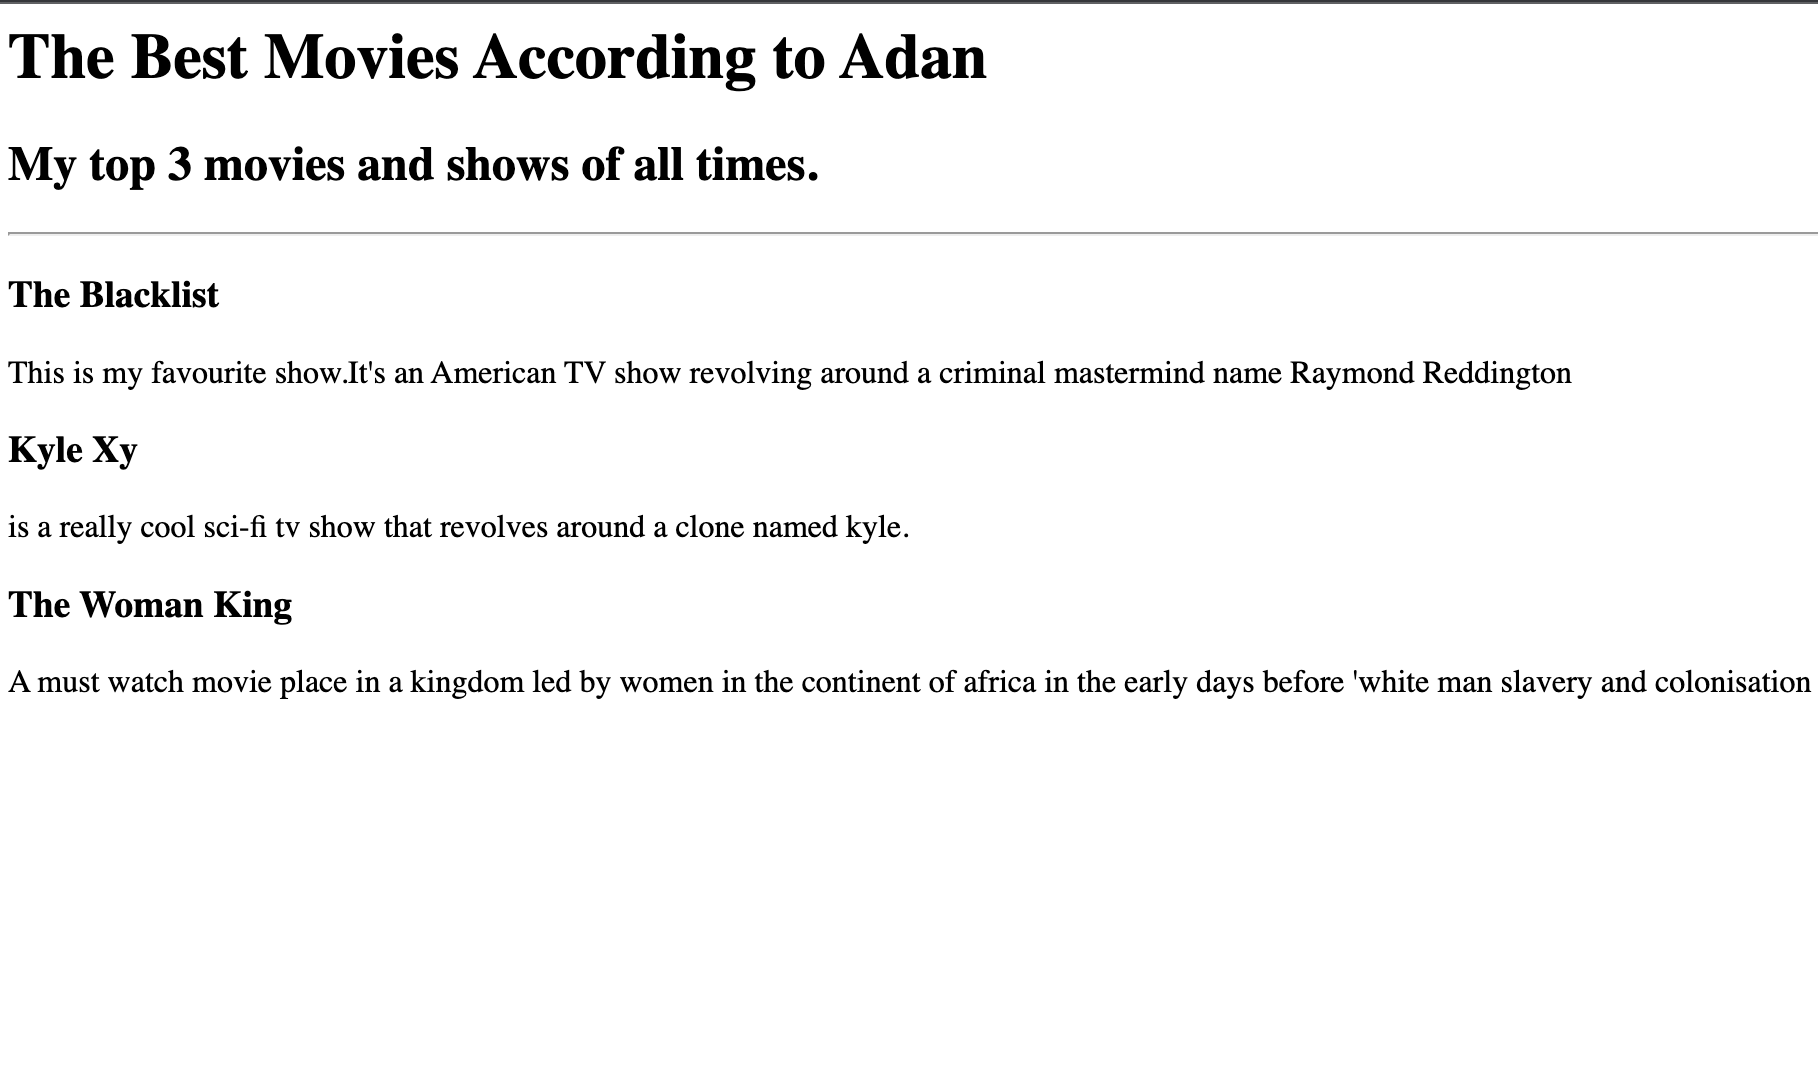 The Best Movies According to Adan
My top 3 movies and shows of all times.
The Blacklist
This is my favourite show.It's an American TV show revolving around a criminal mastermind name Raymond Reddington
Kyle Xy
is a really cool sci-fi tv show that revolves around a clone named kyle.
The Woman King
A must watch movie place in a kingdom led by women in the continent of africa in the early days before 'white man slavery and colonisation